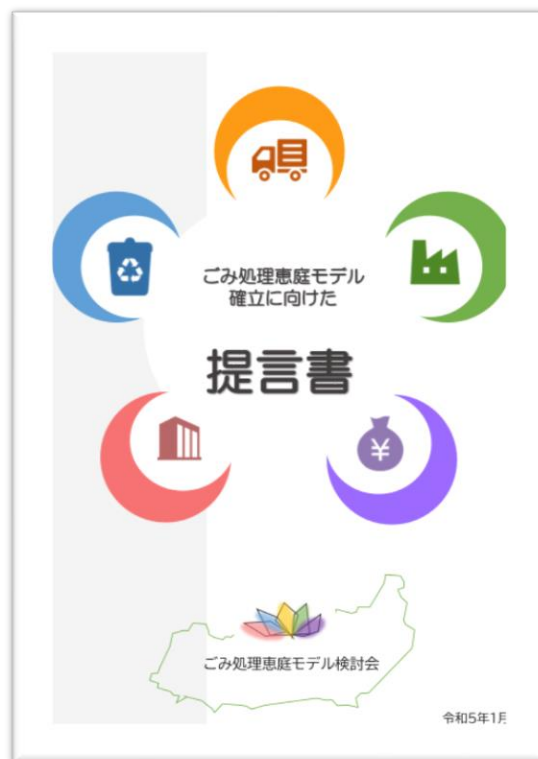 ごみ処理恵庭モデル
確立に向けた
提言書
¥
ごみ処理恵庭モデル検討会
令和5年1月